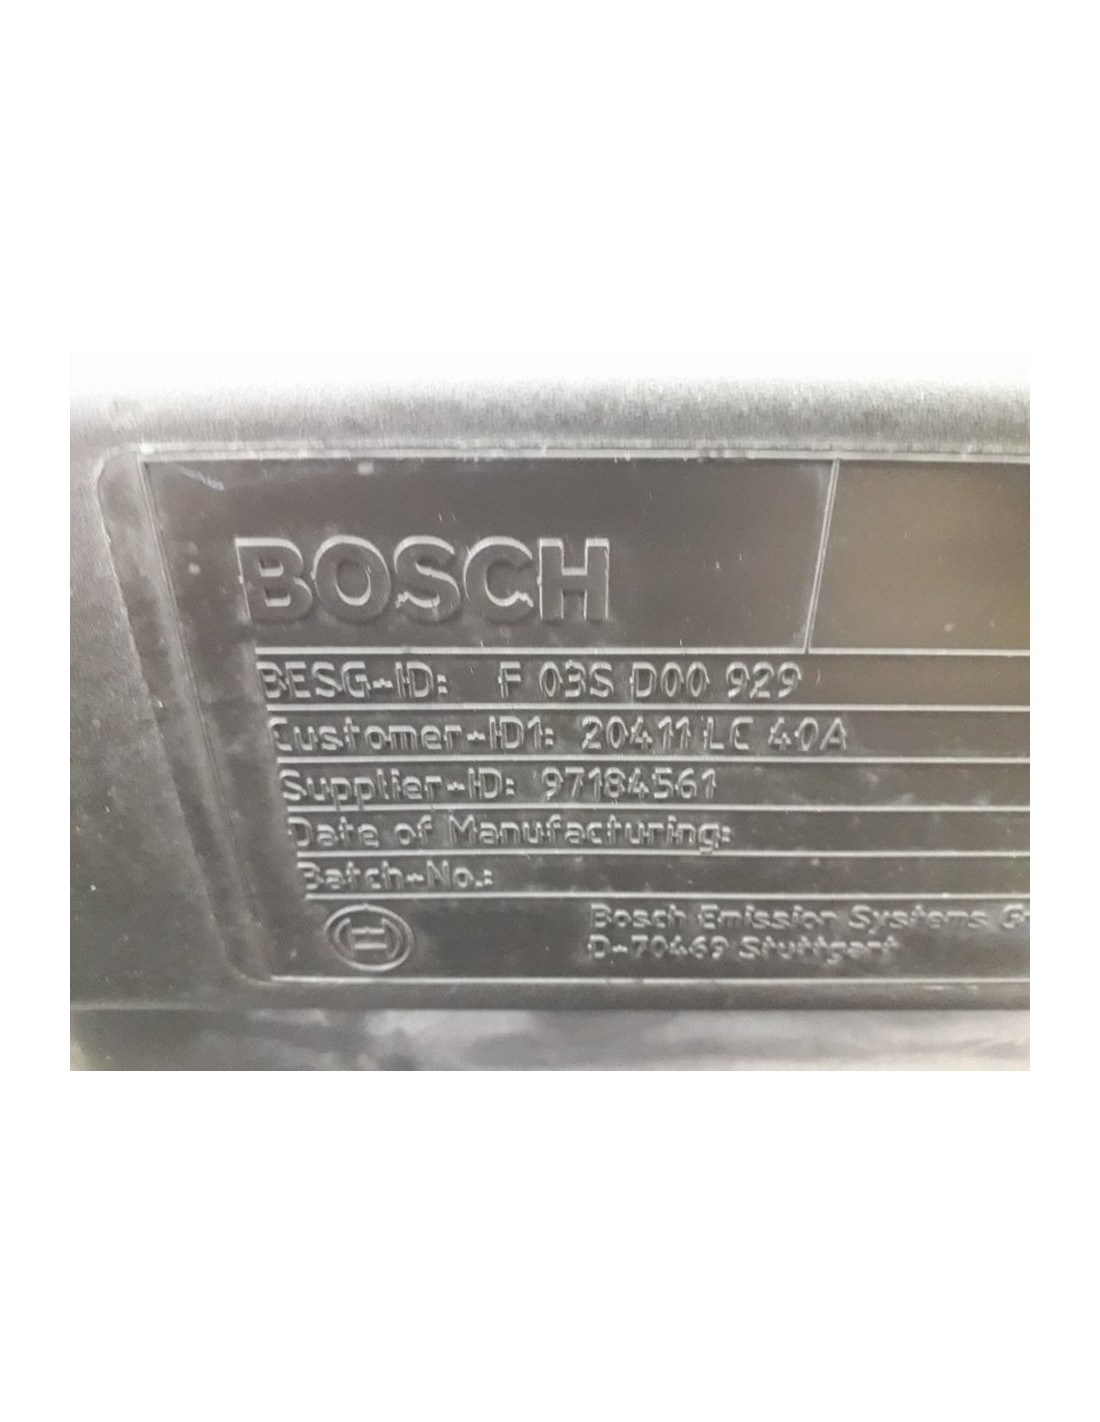 BOSCH
BESG-ID: F 03S D00 929
Customer-ID1: 20411 LC 40A
Supplier-ID: 97184561
Date of Manufacturing:
Batch-No.:
Bosch Emission Systems G
D-70469 Stuttgart